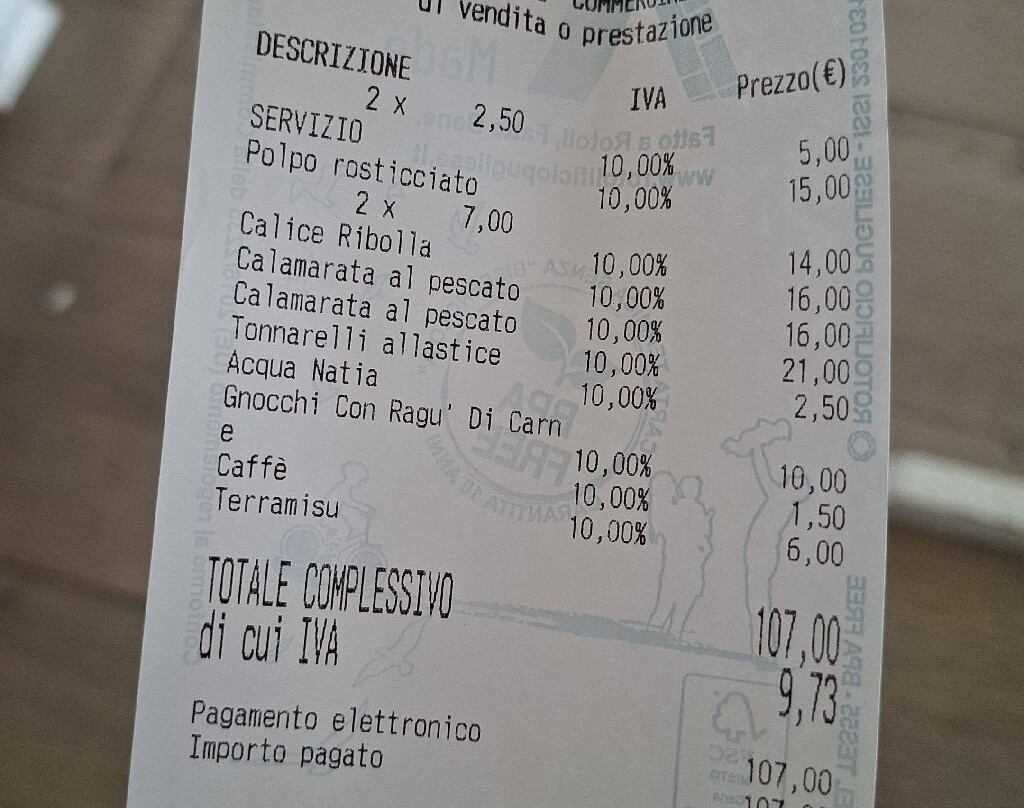 di vendita o prestazione
DESCRIZIONE IVA Prezzo(€)
2 x 2,50
SERVIZIO 10,00% 5,00
Polpo rosticciato 10,00% 15,00
2 x 7,00
Calice Ribolla 10,00% 14,00
Calamarata al pescato 10,00% 16,00
Calamarata al pescato 10,00% 16,00
Tonnarelli allastice 10,00% 21,00
Acqua Natia 10,00% 2,50
Gnocchi Con Ragu' Di Carn
e 10,00% 10,00
Caffè 10,00% 1,50
Terramisu 10,00% 6,00
TOTALE COMPLESSIVO 107,00
di cui IVA 9,73
Pagamento elettronico 107,00
Importo pagato